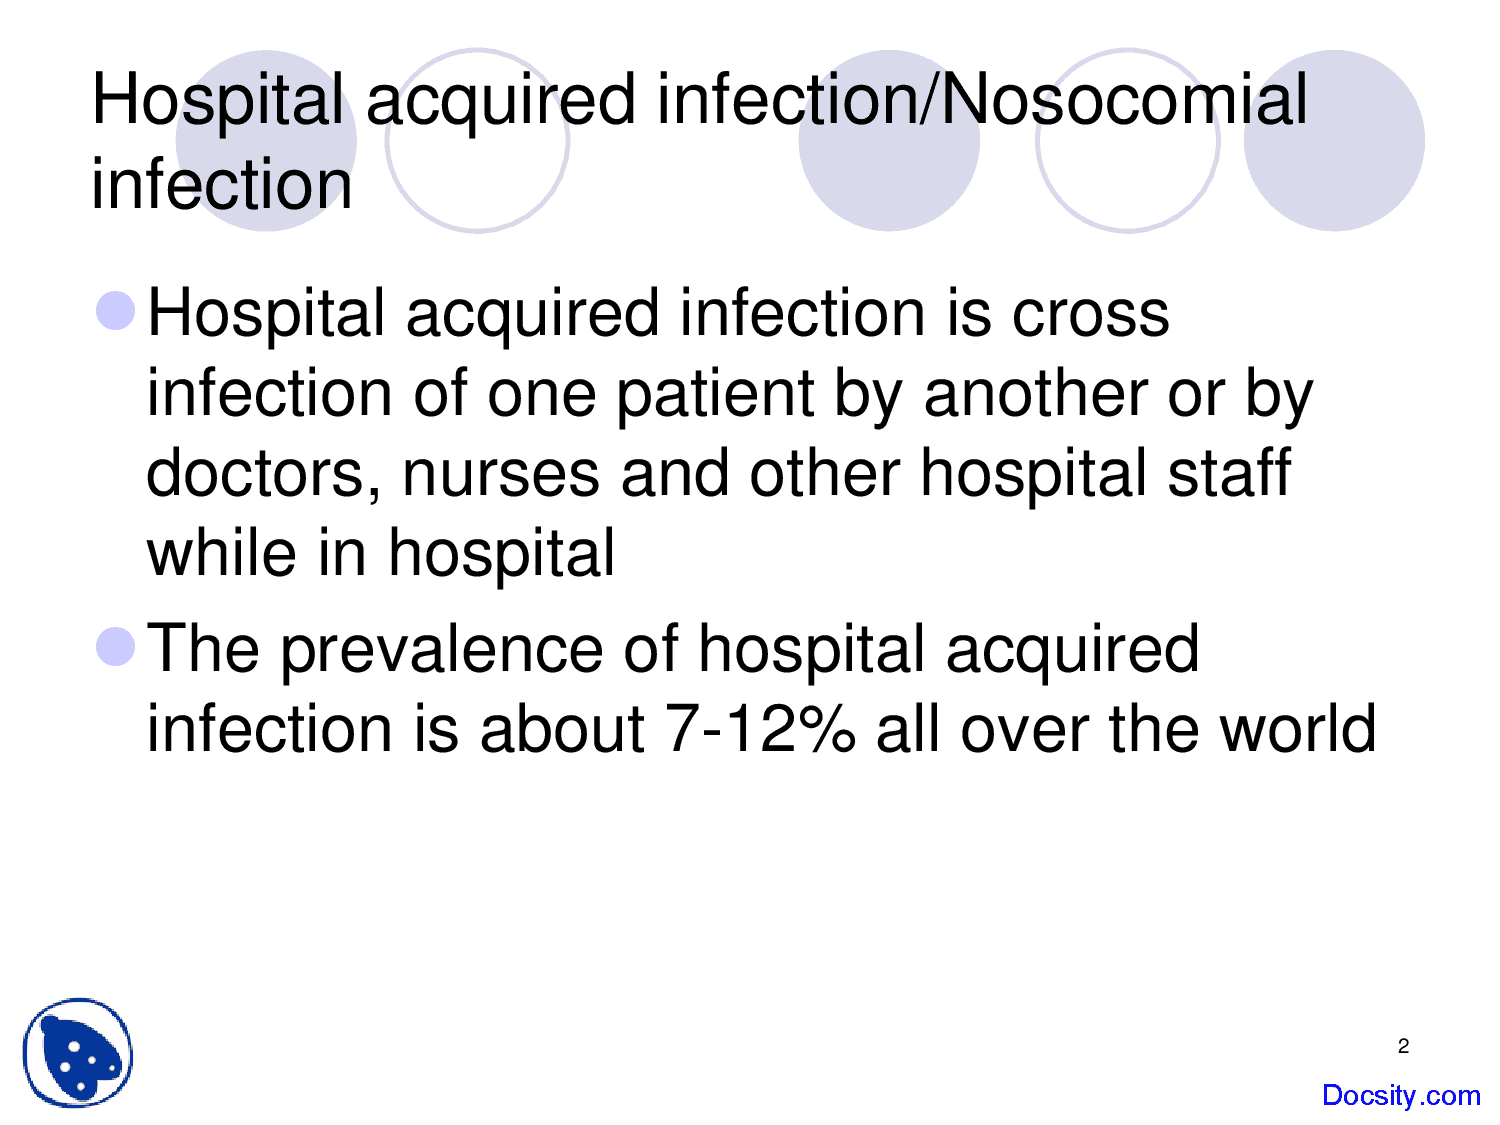 Hospital acquired infection/Nosocomial
infection
Hospital acquired infection is cross
infection of one patient by another or by
doctors, nurses and other hospital staff
while in hospital
The prevalence of hospital acquired
infection is about 7-12% all over the world
2
Docsity.com